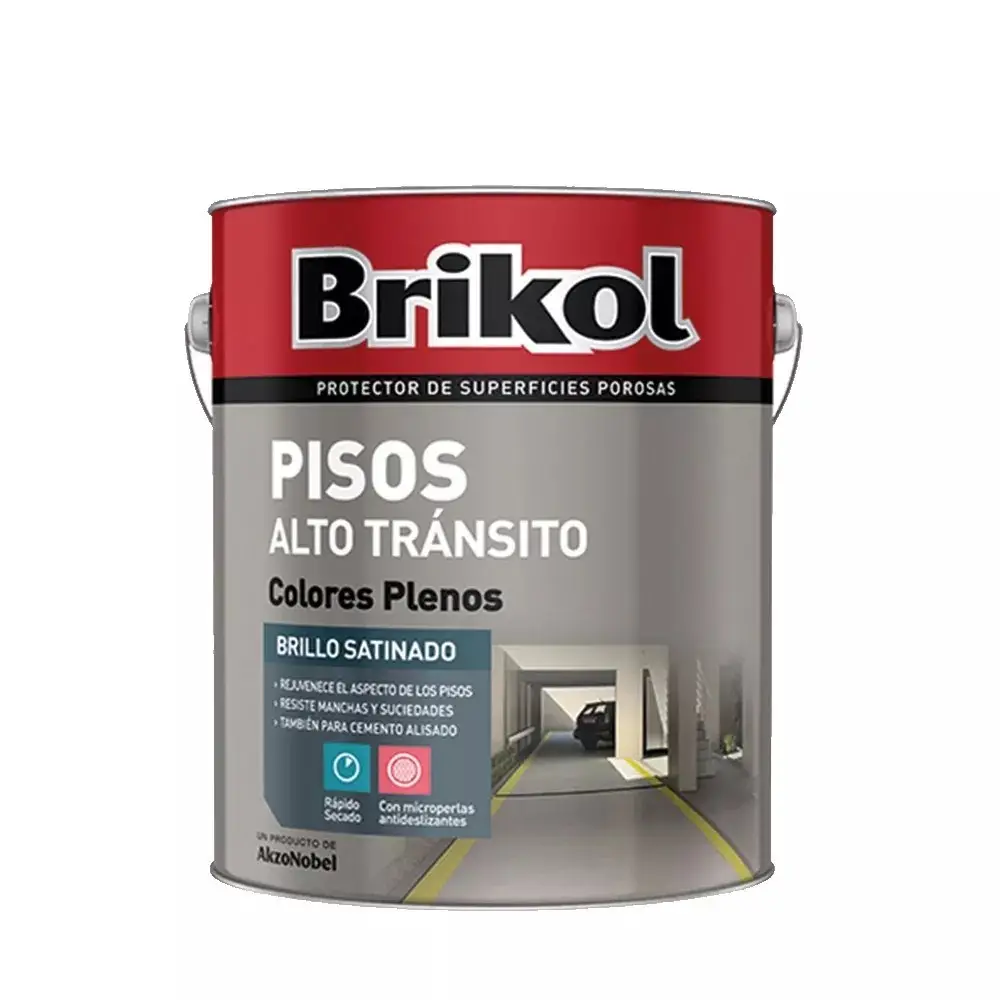 Brikol
PROTECTOR DE SUPERFICIES POROSAS
PISOS
ALTO TRÁNSITO
Colores Plenos
BRILLO SATINADO
› REJUVENECE EL ASPECTO DE LOS PISOS
› RESISTE MANCHAS Y SUCIEDADES
› TAMBIÉN PARA CEMENTO ALISADO
Rápido
Secado
Con microperlas
antideslizantes
UN PRODUCTO DE
AkzoNobel